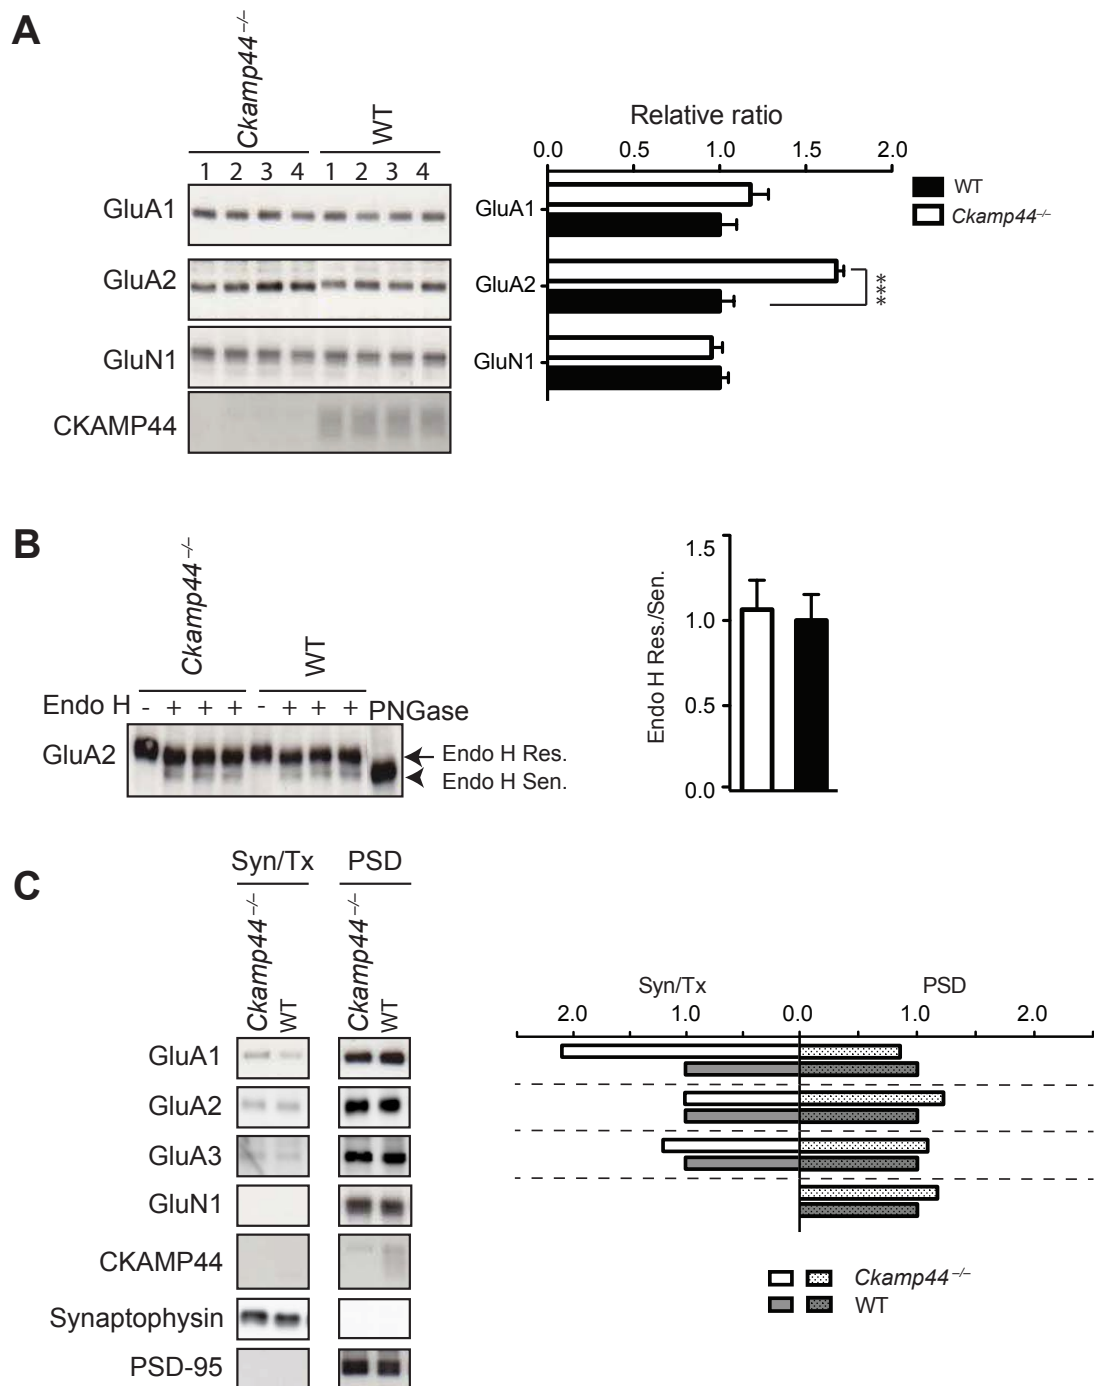 A
Ckamp44–/–
WT
1 2 3 4 1 2 3 4
GluA1
GluA2
GluN1
CKAMP44
Relative ratio
0.0 0.5 1.0 1.5 2.0
GluA1
GluA2
GluN1
***
WT
Ckamp44–/–
B
Ckamp44–/–
WT
Endo H - + + + - + + + PNGase
GluA2
Endo H Res.
Endo H Sen.
Endo H Res./Sen.
1.5
1.0
0.5
0.0
C
Syn/Tx PSD
Ckamp44–/–
WT
Ckamp44–/–
WT
GluA1
GluA2
GluA3
GluN1
CKAMP44
Synaptophysin
PSD-95
Syn/Tx PSD
2.0 1.0 0.0 1.0 2.0
Ckamp44–/–
WT